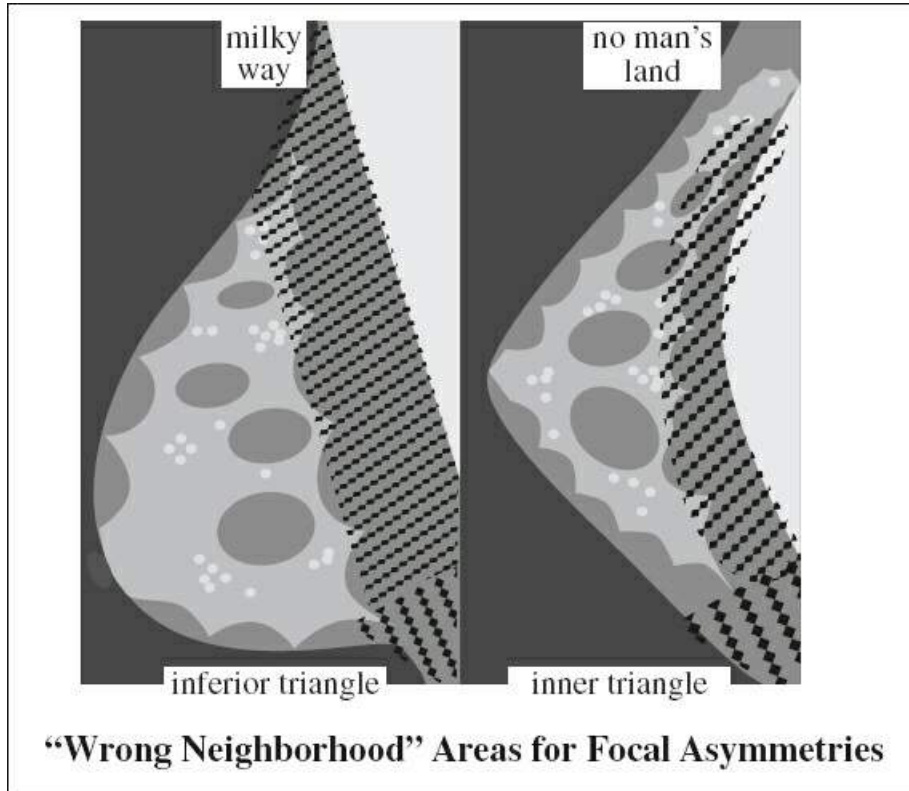 milky
way
no man's
land
inferior triangle
inner triangle
“Wrong Neighborhood” Areas for Focal Asymmetries